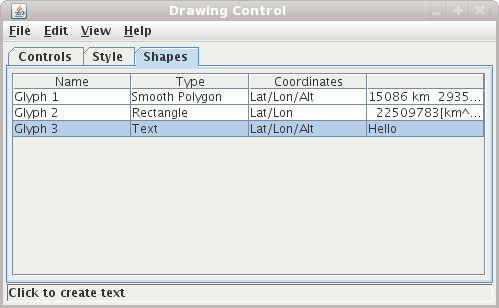 Drawing Control
File Edit View Help
Controls Style Shapes
Name Type Coordinates
Glyph 1 Smooth Polygon Lat/Lon/Alt 15086 km 2935...
Glyph 2 Rectangle Lat/Lon 22509783[km^...
Glyph 3 Text Lat/Lon/Alt Hello
Click to create text